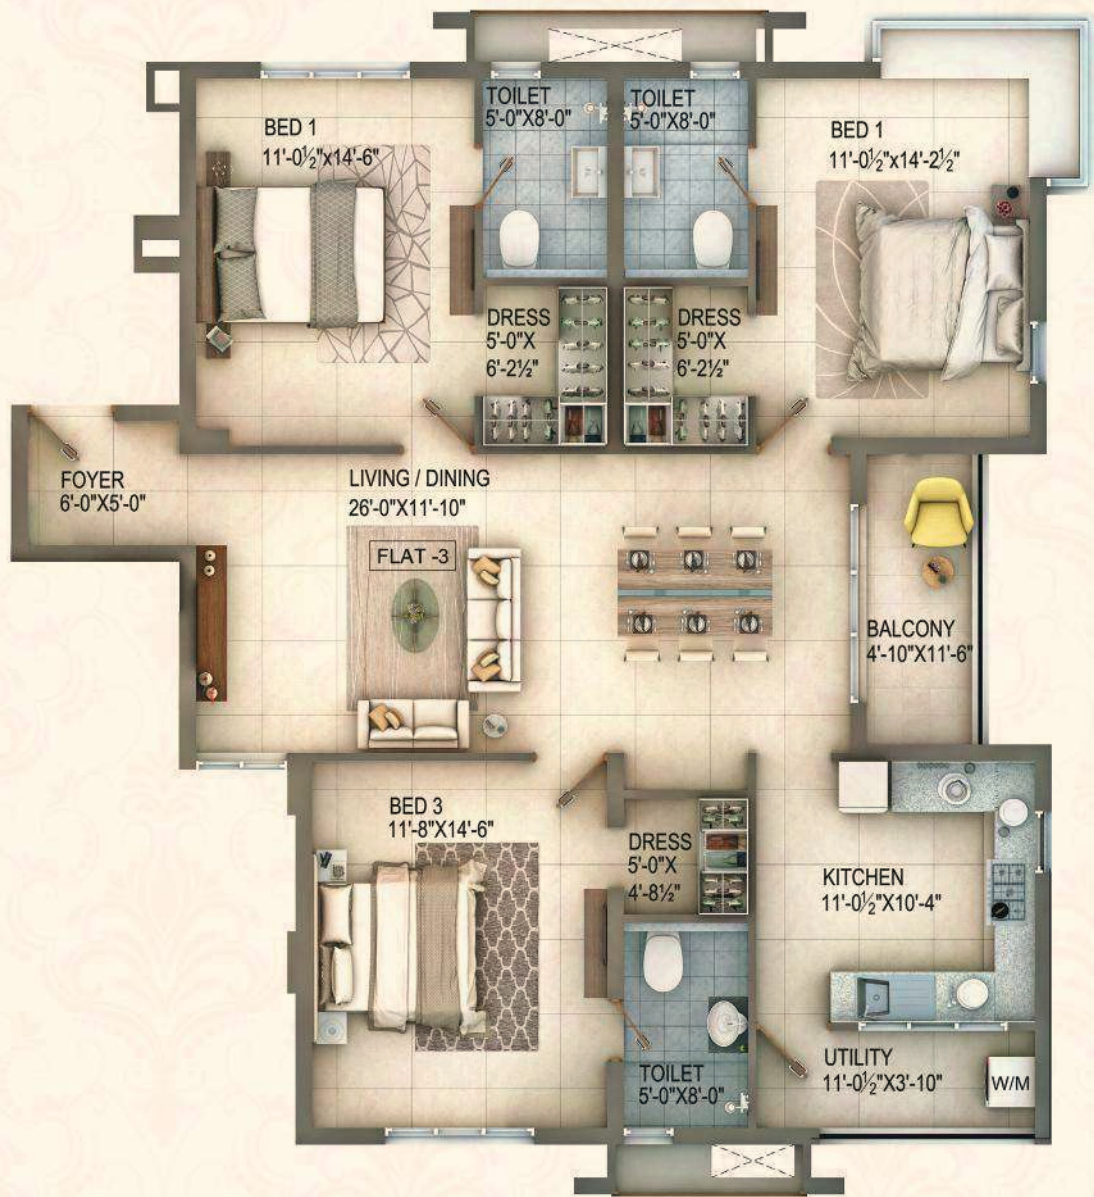 TOILET
5'-0"X8'-0"
TOILET
5'-0"X8'-0"
BED 1
11'-0½"x14'-6"
BED 1
11'-0½"x14'-2½"
DRESS
5'-0"X
6'-2½"
DRESS
5'-0"X
6'-2½"
FOYER
6'-0"X5'-0"
LIVING / DINING
26'-0"X11'-10"
FLAT -3
BALCONY
4'-10"X11'-6"
BED 3
11'-8"X14'-6"
DRESS
5'-0"X
4'-8½"
KITCHEN
11'-0½"X10'-4"
TOILET
5'-0"X8'-0"
UTILITY
11'-0½"X3'-10"
W/M